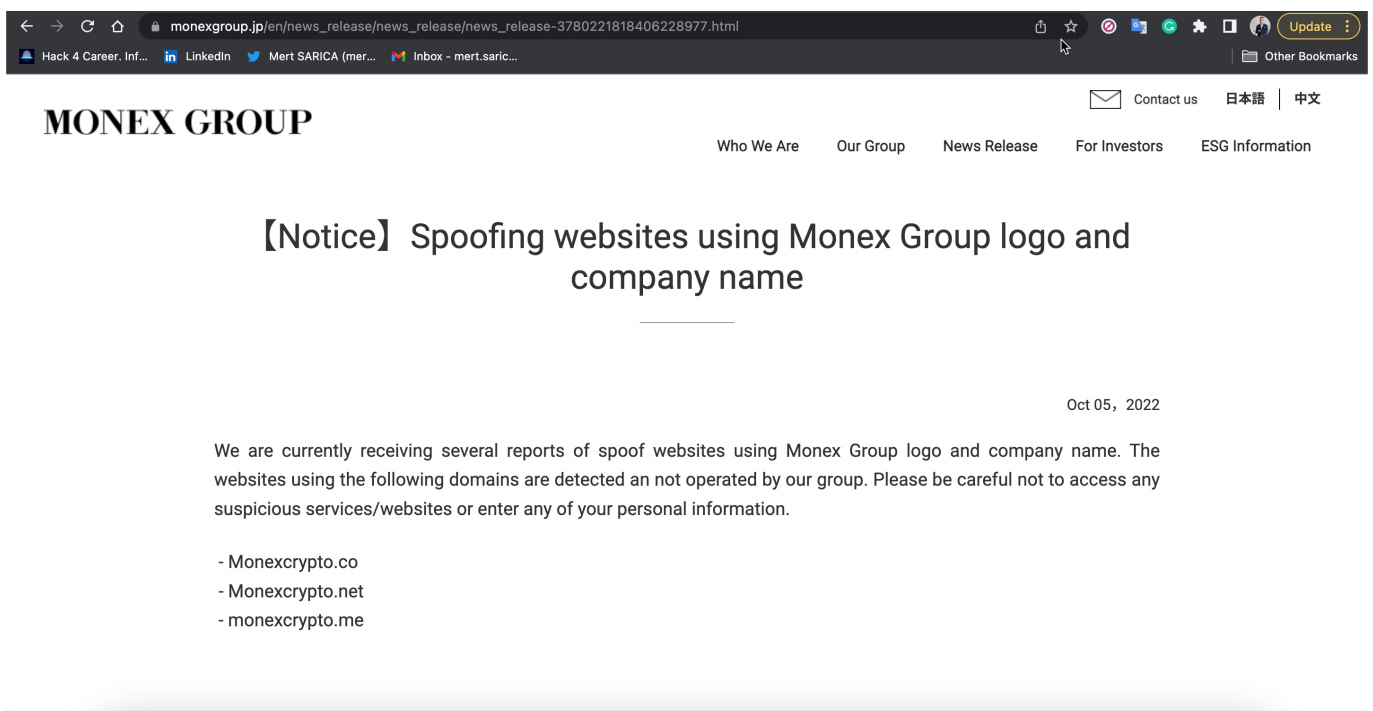 monexgroup.jp/en/news_release/news_release/news_release-3780221818406228977.html
Update
Hack 4 Career. Inf...
LinkedIn
Mert SARICA (mer...
Inbox - mert.saric...
Other Bookmarks
MONEX GROUP
Contact us
日本語
中文
Who We Are
Our Group
News Release
For Investors
ESG Information
【Notice】Spoofing websites using Monex Group logo and
company name
Oct 05，2022
We are currently receiving several reports of spoof websites using Monex Group logo and company name. The
websites using the following domains are detected an not operated by our group. Please be careful not to access any
suspicious services/websites or enter any of your personal information.
- Monexcrypto.co
- Monexcrypto.net
- monexcrypto.me